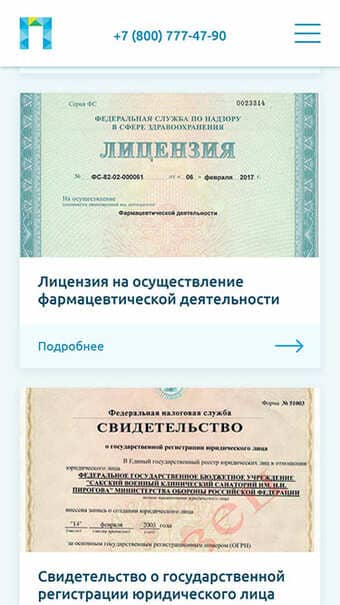 +7 (800) 777-47-90
Серия ФС 0023314
ФЕДЕРАЛЬНАЯ СЛУЖБА ПО НАДЗОРУ
В СФЕРЕ ЗДРАВООХРАНЕНИЯ
ЛИЦЕНЗИЯ
№ ФС-82-02-000061 от « 06 » февраля 2017 г.
На осуществление
Фармацевтической деятельности
Лицензия на осуществление
фармацевтической деятельности
Подробнее
Форма № 51003
Федеральная налоговая служба
СВИДЕТЕЛЬСТВО
о государственной регистрации юридического лица
В Единый государственный реестр юридических лиц в отношении
юридического лица
ФЕДЕРАЛЬНОЕ ГОСУДАРСТВЕННОЕ БЮДЖЕТНОЕ УЧРЕЖДЕНИЕ
"САКСКИЙ ВОЕННЫЙ КЛИНИЧЕСКИЙ САНАТОРИЙ ИМ. Н.И.
ПИРОГОВА" МИНИСТЕРСТВА ОБОРОНЫ РОССИЙСКОЙ ФЕДЕРАЦИИ
внесена запись о создании юридического лица
"14" февраля 2003 года
за основным государственным регистрационным номером (ОГРН)
Свидетельство о государственной
регистрации юридического лица